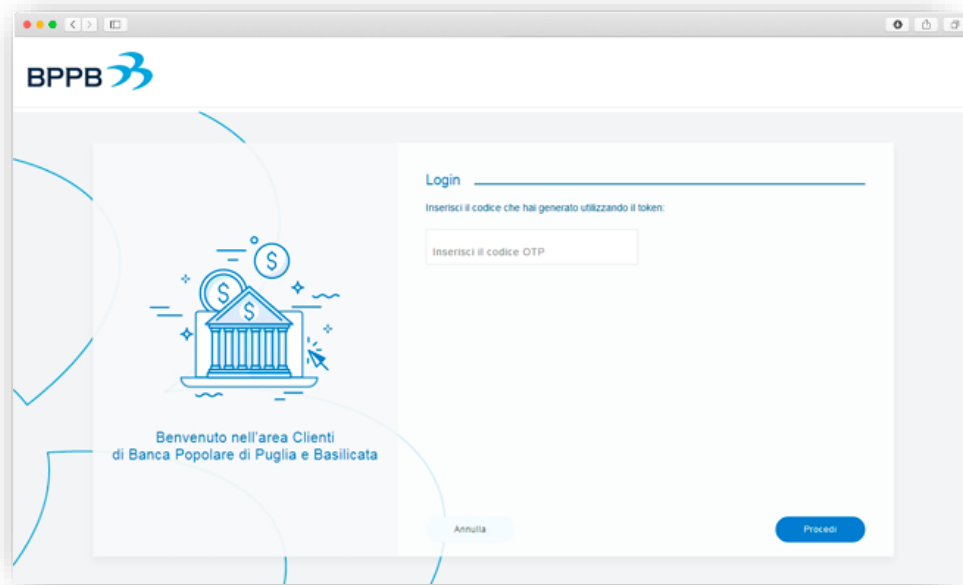 BPPB
Login
Inserisci il codice che hai generato utilizzando il token:
Inserisci il codice OTP
$
$
$
Benvenuto nell'area Clienti
di Banca Popolare di Puglia e Basilicata
Annulla
Procedi